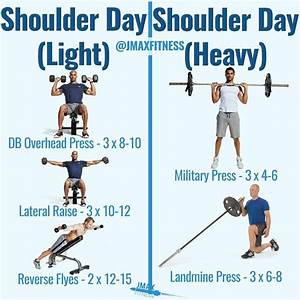 Shoulder Day
(Light)
DB Overhead Press - 3 x 8-10
Lateral Raise - 3 x 10-12
Reverse Flyes - 2 x 12-15
@JMAXFITNESS
Shoulder Day
(Heavy)
Military Press - 3 x 4-6
Landmine Press - 3 x 6-8
JMAX
FITNESS